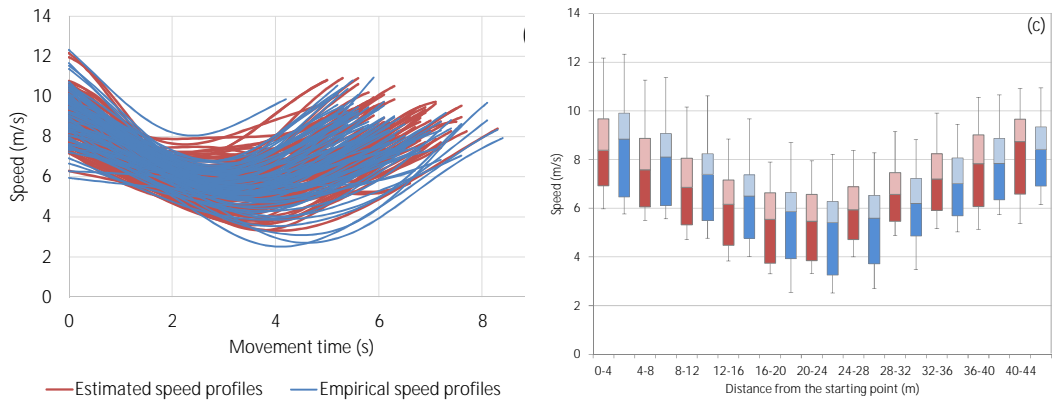 14
12
10
8
6
4
2
0
Speed (m/s)
0 2 4 6 8
Movement time (s)
Estimated speed profiles Empirical speed profiles
(c)
14
12
10
8
6
4
2
0
Speed (m/s)
0-4 4-8 8-12 12-16 16-20 20-24 24-28 28-32 32-36 36-40 40-44
Distance from the starting point (m)